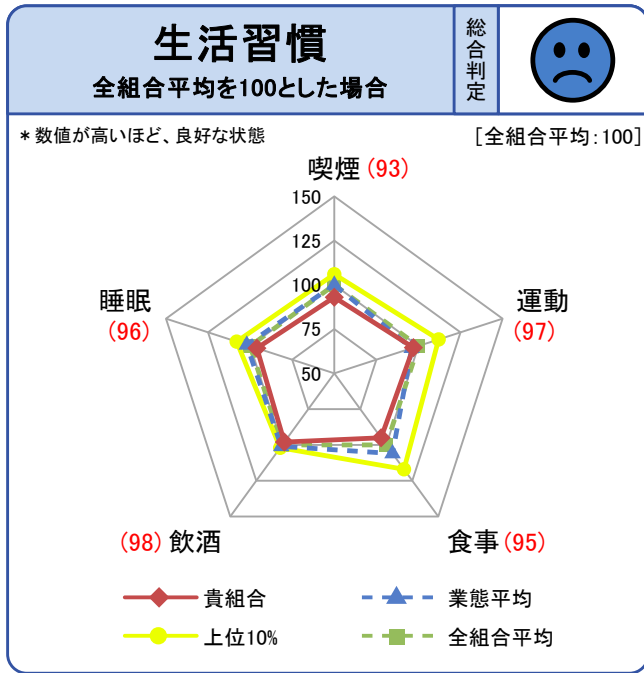 生活習慣
全組合平均を100とした場合
総合判定
*数値が高いほど、良好な状態
[全組合平均:100]
喫煙(93)
150
125
100
75
50
睡眠
(96)
運動
(97)
(98)飲酒
食事(95)
貴組合
業態平均
上位10%
全組合平均